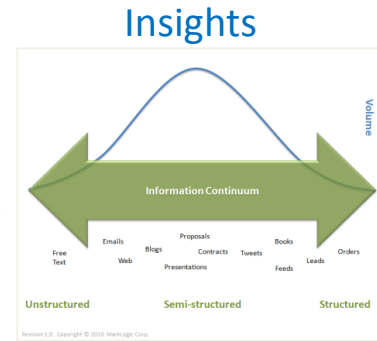 Insights
Volume
Information Continuum
Free
Text
Emails
Web
Blogs
Proposals
Presentations
Contracts
Tweets
Books
Feeds
Leads
Orders
Unstructured
Semi-structured
Structured
Revision 1.0. Copyright © 2010 MarkLogic Corp.